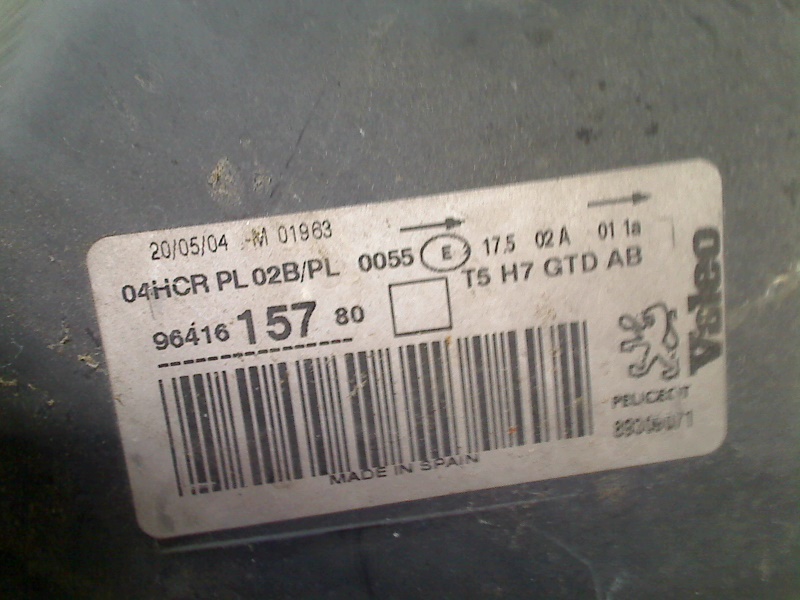 20/05/04 -M 01963
04HCR PL 02B/PL 0055 E 17.5 02 A 01 1a
96416 157 80 T5 H7 GTD AB
Valeo
PEUGEOT
MADE IN SPAIN